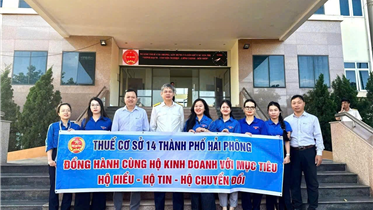 THUẾ CƠ SỞ 14 THÀNH PHỐ HẢI PHÒNG
ĐỒNG HÀNH CÙNG HỘ KINH DOANH VỚI MỤC TIÊU
HỘ HIỂU - HỘ TIN - HỘ CHUYỂN ĐỔI